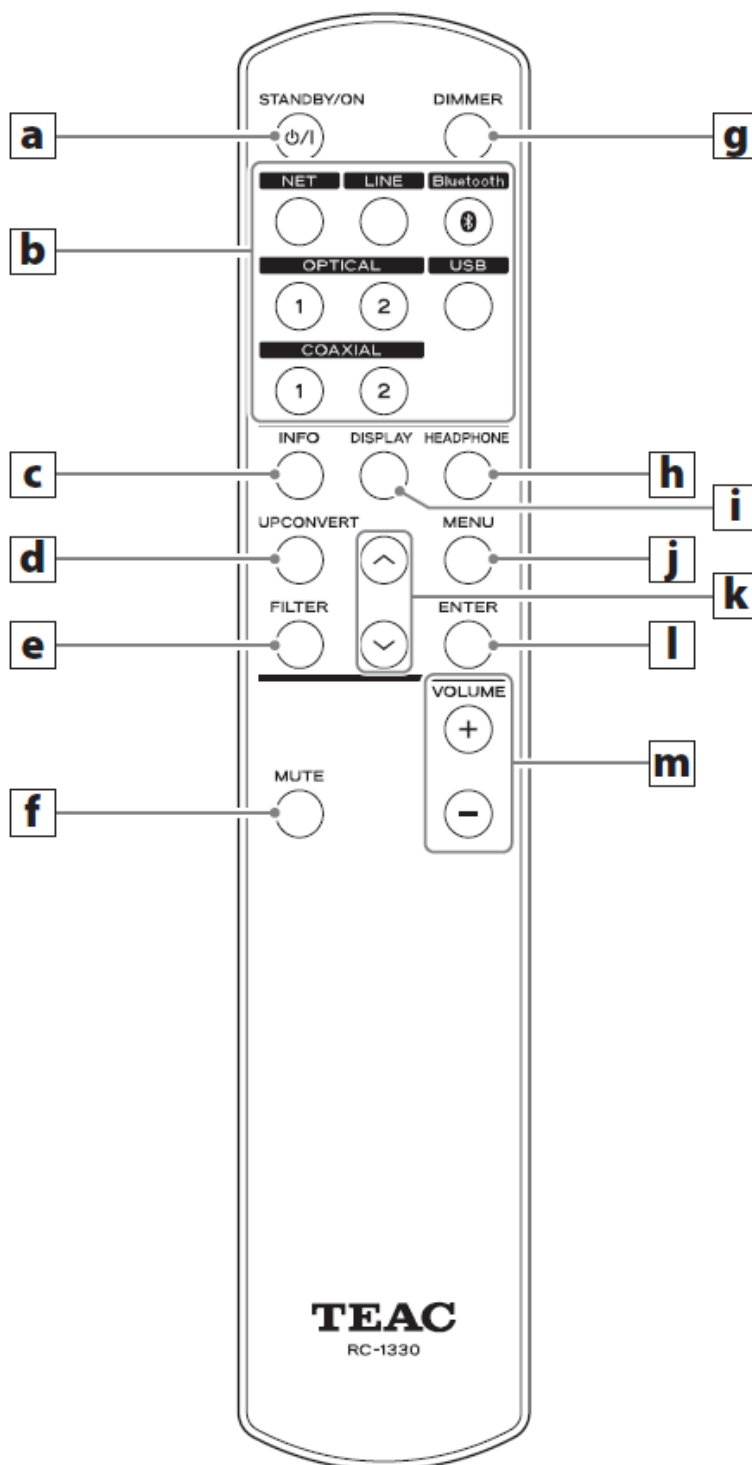 STANDBY/ON DIMMER
a ⏻/I g
NET LINE Bluetooth
b
OPTICAL USB
1 2
COAXIAL
1 2
INFO DISPLAY HEADPHONE
c h
i
UPCONVERT MENU
d j
k
FILTER ENTER
e l
VOLUME
+
m
MUTE
f −
TEAC
RC-1330